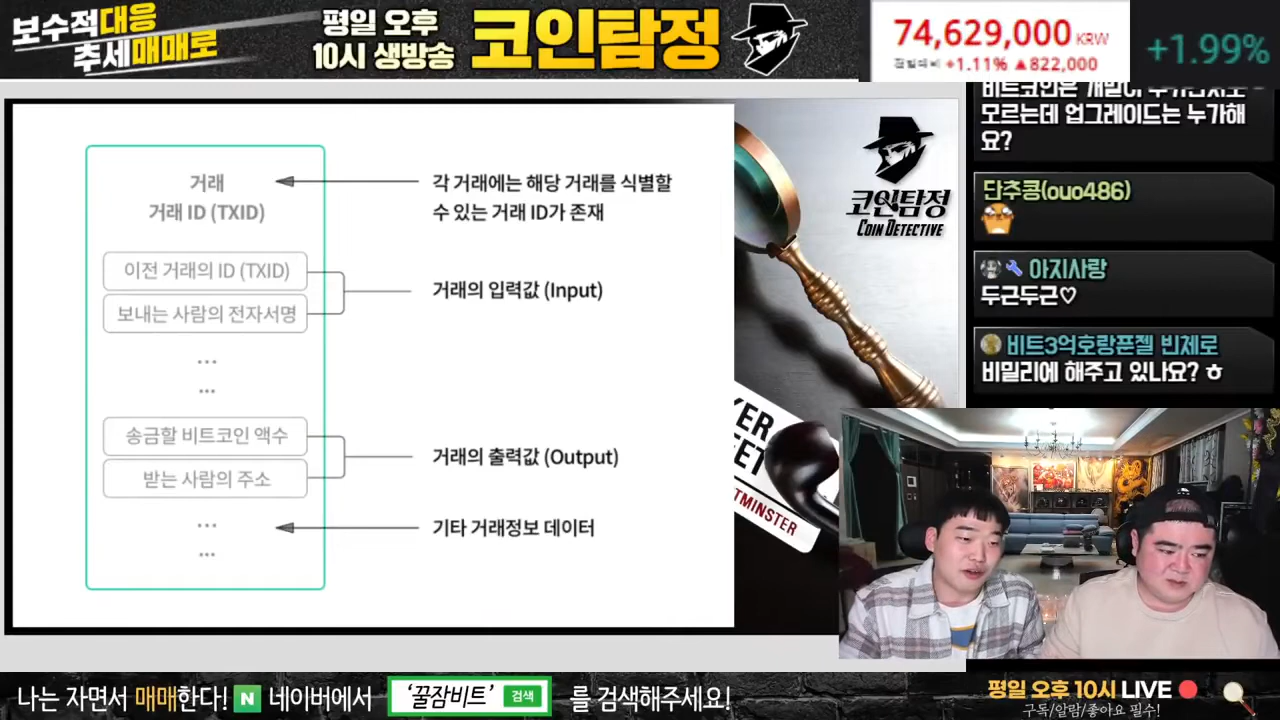 보수적대응
추세매매로
평일 오후
10시 생방송
코인탐정
74,629,000 KRW
전일대비 +1.11% ▲822,000
+1.99%
거래
거래 ID (TXID)
각 거래에는 해당 거래를 식별할
수 있는 거래 ID가 존재
이전 거래의 ID (TXID)
보내는 사람의 전자서명
거래의 입력값 (Input)
...
...
송금할 비트코인 액수
받는 사람의 주소
거래의 출력값 (Output)
...
...
기타 거래정보 데이터
코인탐정
COIN DETECTIVE
TMINSTER
모르는데 업그레이드는 누가해
요?
단추콩(ouo486)
아지사랑
두근두근♡
비트3억호랑푼젤 빈제로
비밀리에 해주고 있나요? ㅎ
나는 자면서 매매한다! N 네이버에서 '꿀잠비트' 검색 를 검색해주세요!
평일 오후 10시 LIVE
구독/알람/좋아요 필수!